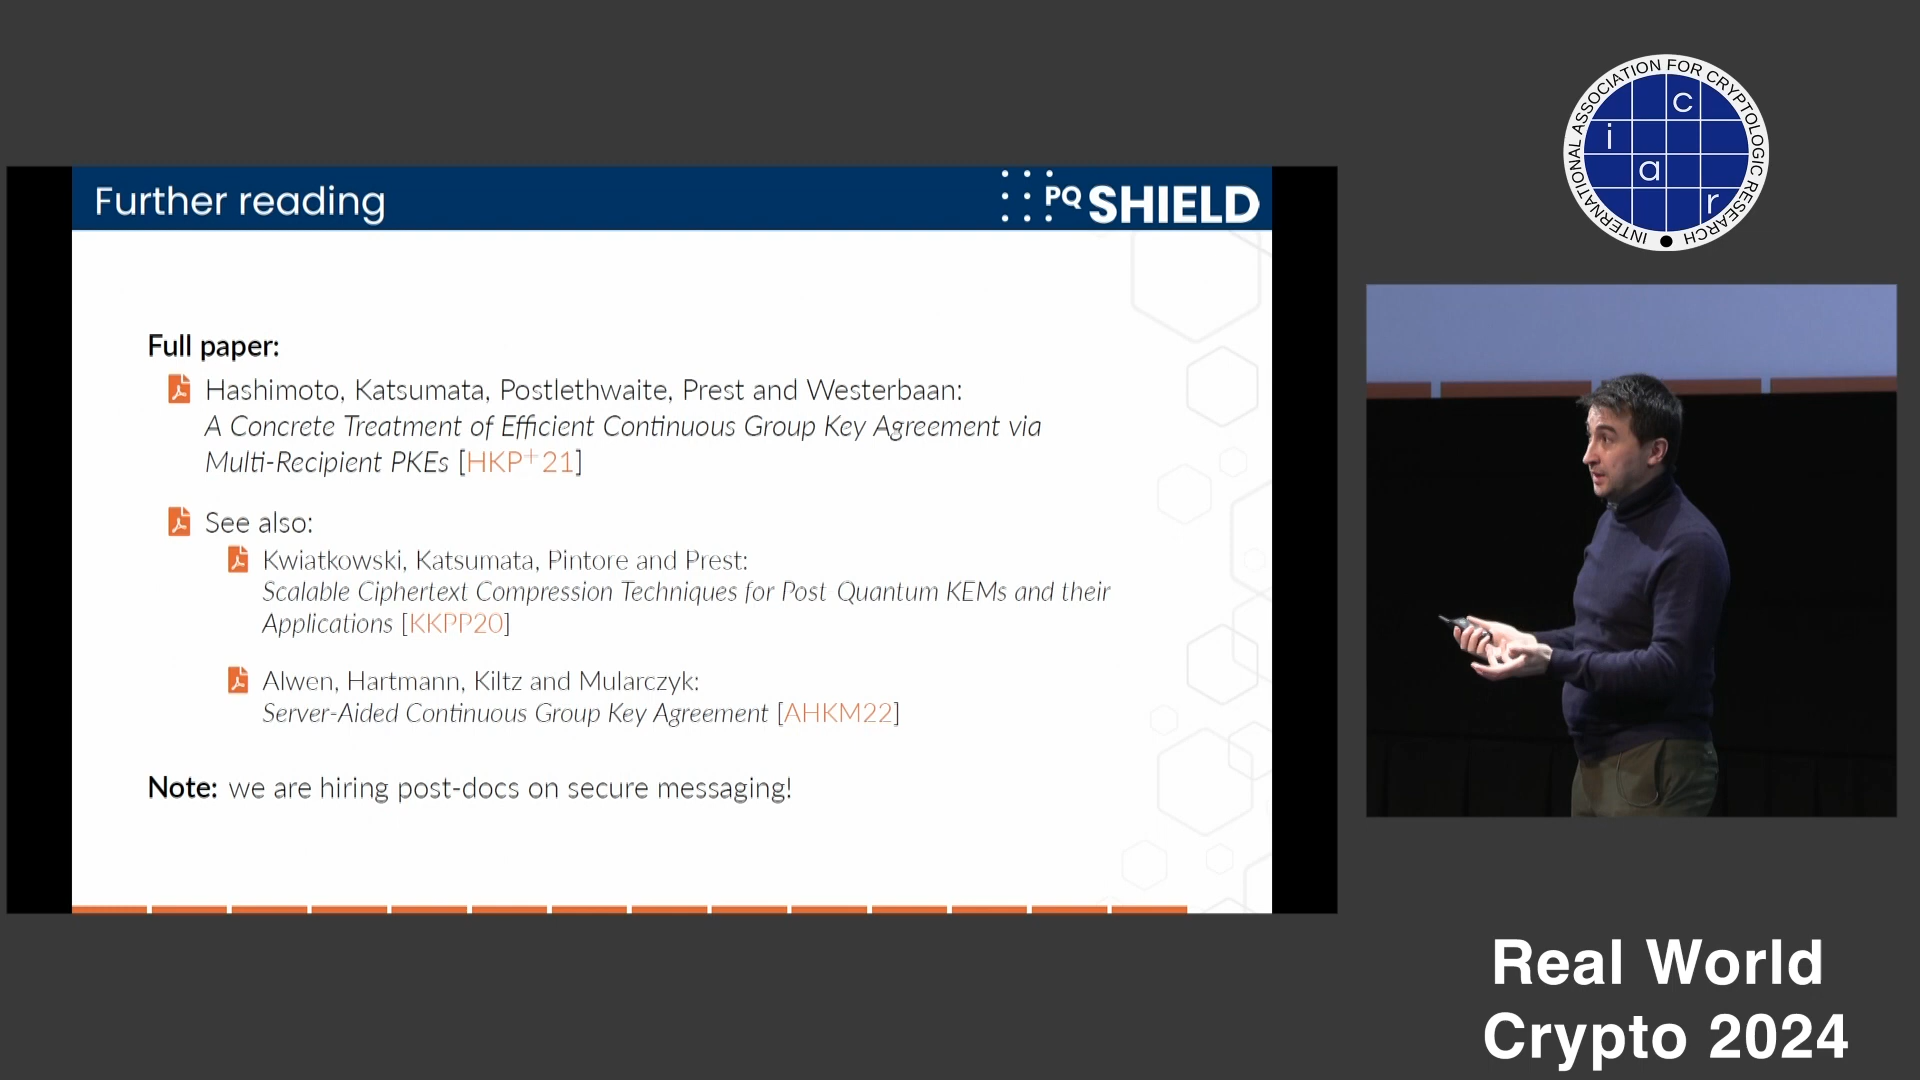 Further reading
PQ SHIELD
Full paper:
Hashimoto, Katsumata, Postlethwaite, Prest and Westerbaan:
A Concrete Treatment of Efficient Continuous Group Key Agreement via
Multi-Recipient PKEs [HKP+21]
See also:
Kwiatkowski, Katsumata, Pintore and Prest:
Scalable Ciphertext Compression Techniques for Post Quantum KEMs and their
Applications [KKPP20]
Alwen, Hartmann, Kiltz and Mularczyk:
Server-Aided Continuous Group Key Agreement [AHKM22]
Note: we are hiring post-docs on secure messaging!
INTERNATIONAL ASSOCIATION FOR CRYPTOLOGIC RESEARCH
i a c r
Real World
Crypto 2024